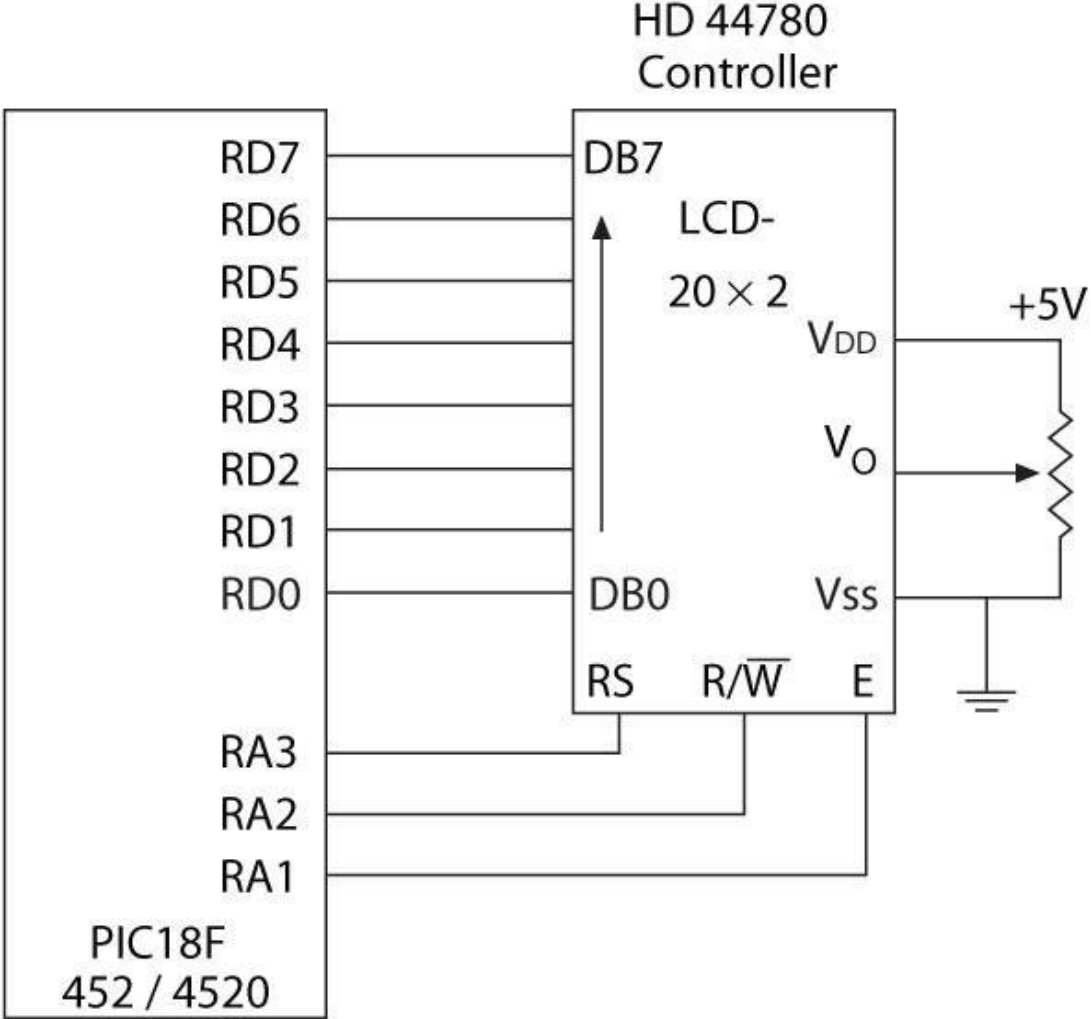 HD 44780
Controller
RD7
RD6
RD5
RD4
RD3
RD2
RD1
RD0
RA3
RA2
RA1
PIC18F
452 / 4520
DB7
LCD-
20 × 2
VDD
VO
DB0
VSS
RS
R/W̅
E
+5V